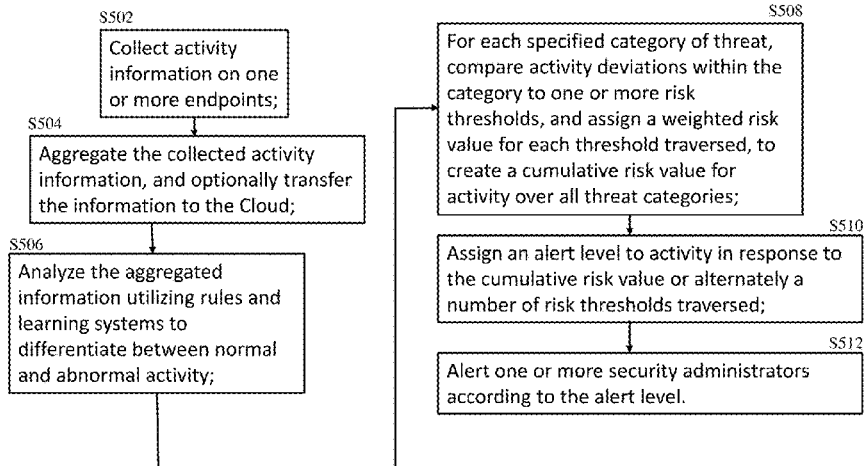 S502
Collect activity
information on one
or more endpoints;
S504
Aggregate the collected activity
information, and optionally transfer
the information to the Cloud;
S506
Analyze the aggregated
information utilizing rules and
learning systems to
differentiate between normal
and abnormal activity;
S508
For each specified category of threat,
compare activity deviations within the
category to one or more risk
thresholds, and assign a weighted risk
value for each threshold traversed, to
create a cumulative risk value for
activity over all threat categories;
S510
Assign an alert level to activity in response to
the cumulative risk value or alternately a
number of risk thresholds traversed;
S512
Alert one or more security administrators
according to the alert level.